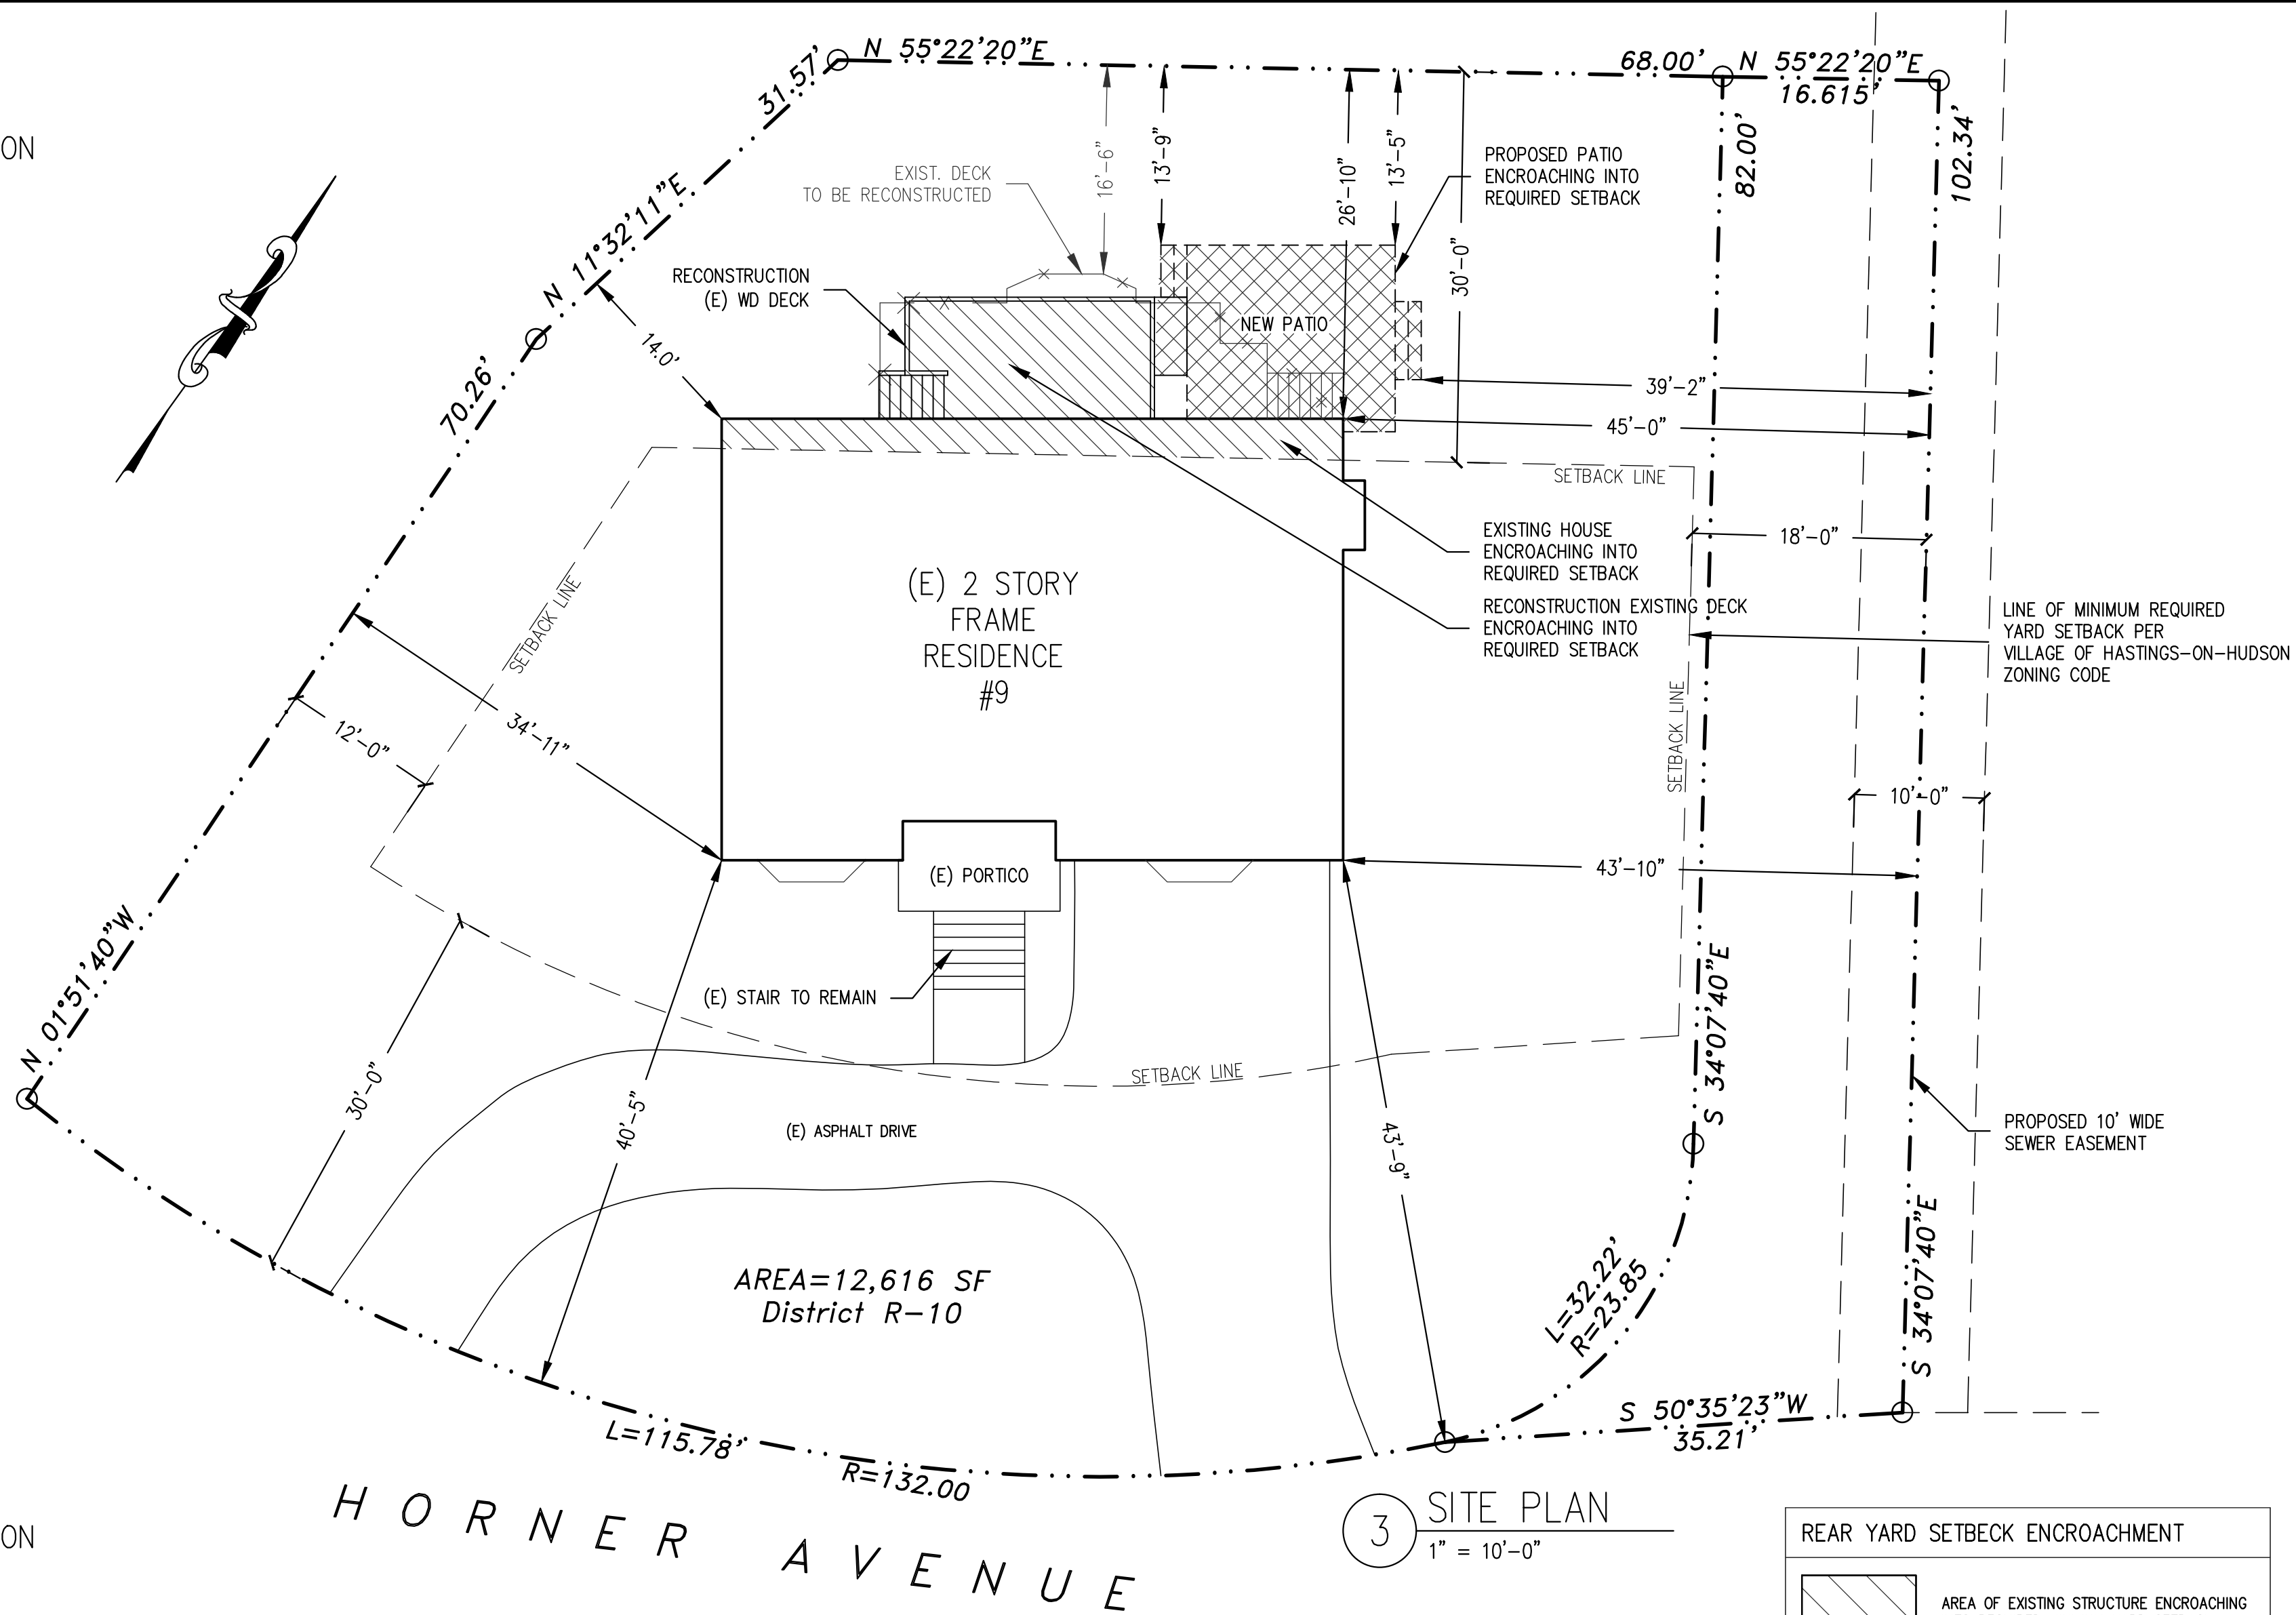 ON
31.57'
N 55°22'20"E
68.00'
N 55°22'20"E
16.615'
82.00'
102.34'
EXIST. DECK
TO BE RECONSTRUCTED
16'-6"
13'-9"
26'-10"
13'-5"
30'-0"
PROPOSED PATIO
ENCROACHING INTO
REQUIRED SETBACK
N 11°32'11"E
RECONSTRUCTION
(E) WD DECK
NEW PATIO
14.0'
70.26'
39'-2"
45'-0"
SETBACK LINE
18'-0"
EXISTING HOUSE
ENCROACHING INTO
REQUIRED SETBACK
RECONSTRUCTION EXISTING DECK
ENCROACHING INTO
REQUIRED SETBACK
LINE OF MINIMUM REQUIRED
YARD SETBACK PER
VILLAGE OF HASTINGS-ON-HUDSON
ZONING CODE
(E) 2 STORY
FRAME
RESIDENCE
#9
SETBACK LINE
SETBACK LINE
34'-11"
12'-0"
10'-0"
43'-10"
(E) PORTICO
N 01°51'40"W
(E) STAIR TO REMAIN
S 34°07'40"E
SETBACK LINE
30'-0"
40'-5"
43'-9"
(E) ASPHALT DRIVE
PROPOSED 10' WIDE
SEWER EASEMENT
AREA=12,616 SF
District R-10
L=32.22'
R=23.85
S 34°07'40"E
S 50°35'23"W
35.21'
L=115.78'
R=132.00
HORNER AVENUE
3
SITE PLAN
1" = 10'-0"
ON
REAR YARD SETBECK ENCROACHMENT
AREA OF EXISTING STRUCTURE ENCROACHING